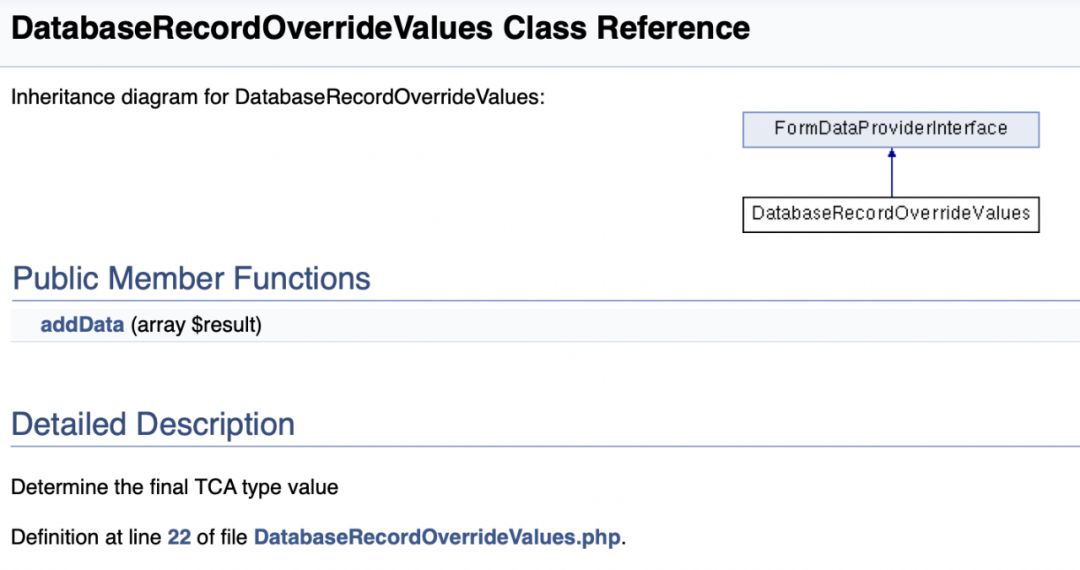 DatabaseRecordOverrideValues Class Reference
Inheritance diagram for DatabaseRecordOverrideValues:
FormDataProviderInterface
DatabaseRecordOverrideValues
Public Member Functions
addData (array $result)
Detailed Description
Determine the final TCA type value
Definition at line 22 of file DatabaseRecordOverrideValues.php.